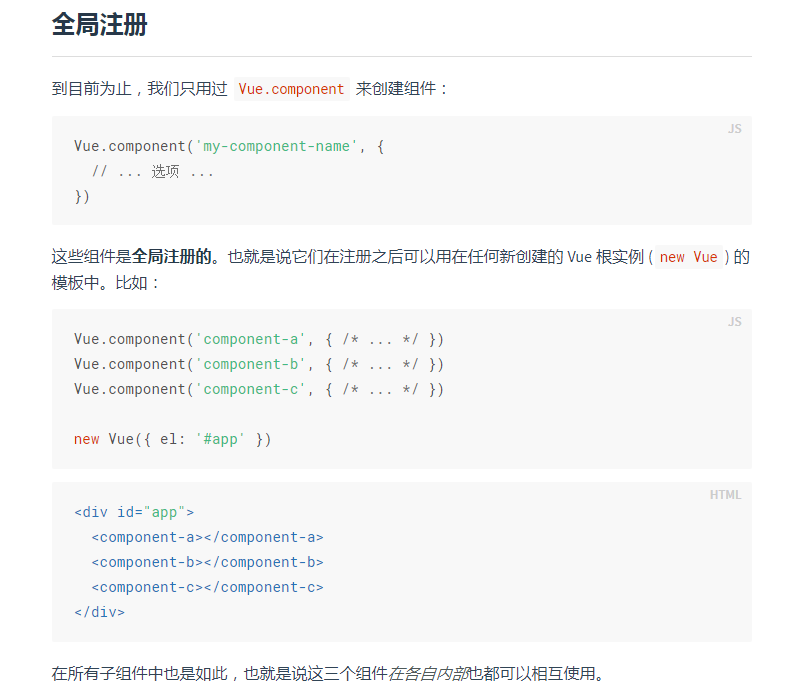 全局注册
到目前为止，我们只用过 Vue.component 来创建组件：
JS
Vue.component('my-component-name', {
  // ... 选项 ...
})
这些组件是全局注册的。也就是说它们在注册之后可以用在任何新创建的 Vue 根实例 (new Vue) 的
模板中。比如：
JS
Vue.component('component-a', { /* ... */ })
Vue.component('component-b', { /* ... */ })
Vue.component('component-c', { /* ... */ })
new Vue({ el: '#app' })
HTML
<div id="app">
  <component-a></component-a>
  <component-b></component-b>
  <component-c></component-c>
</div>
在所有子组件中也是如此，也就是说这三个组件在各自内部也都可以相互使用。